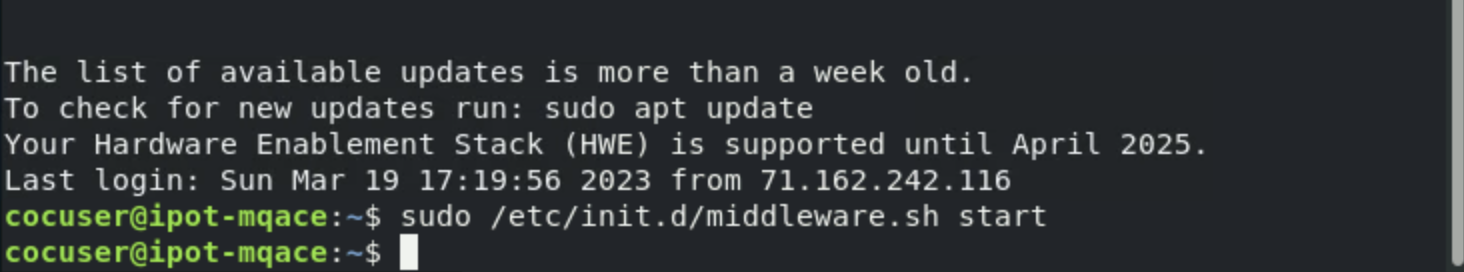 The list of available updates is more than a week old.
To check for new updates run: sudo apt update
Your Hardware Enablement Stack (HWE) is supported until April 2025.
Last login: Sun Mar 19 17:19:56 2023 from 71.162.242.116
cocuser@ipot-mqace:~$ sudo /etc/init.d/middleware.sh start
cocuser@ipot-mqace:~$